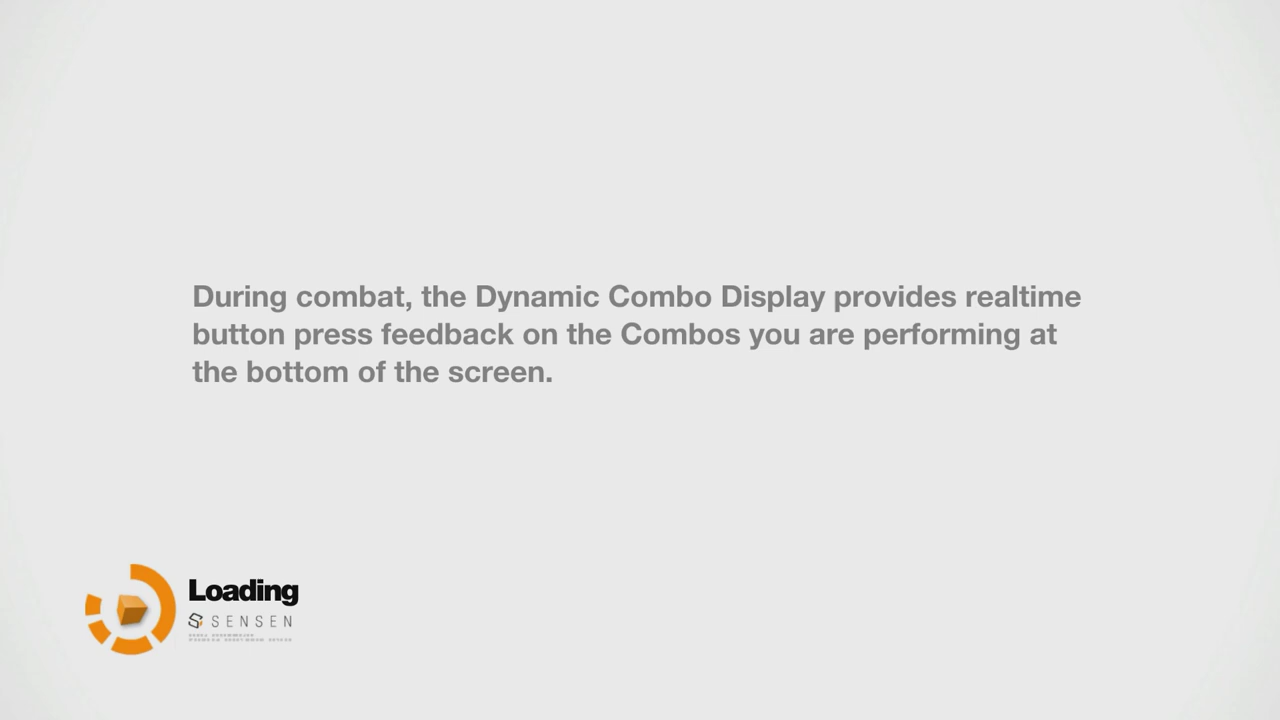 During combat, the Dynamic Combo Display provides realtime
button press feedback on the Combos you are performing at
the bottom of the screen.
Loading
SENSEN